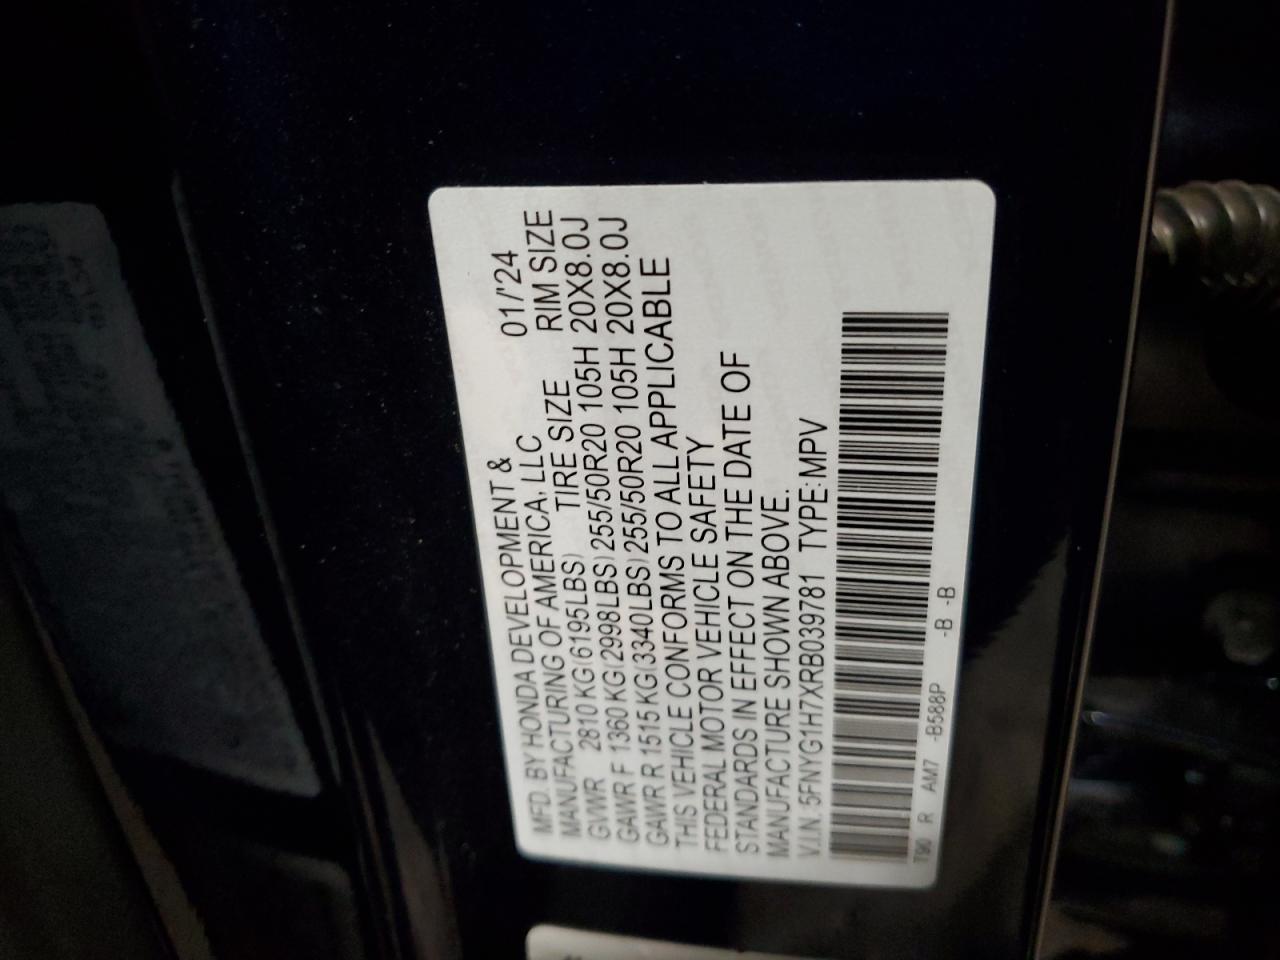 MFD. BY HONDA DEVELOPMENT &
MANUFACTURING OF AMERICA, LLC 01/'24
GVWR 2810 KG(6195LBS) TIRE SIZE RIM SIZE
GAWR F 1360 KG(2998LBS) 255/50R20 105H 20X8.0J
GAWR R 1515 KG(3340LBS) 255/50R20 105H 20X8.0J
THIS VEHICLE CONFORMS TO ALL APPLICABLE
FEDERAL MOTOR VEHICLE SAFETY
STANDARDS IN EFFECT ON THE DATE OF
MANUFACTURE SHOWN ABOVE.
V.I.N. 5FNYG1H7XRB039781 TYPE: MPV
T90 R AM7 -B588P -B -B